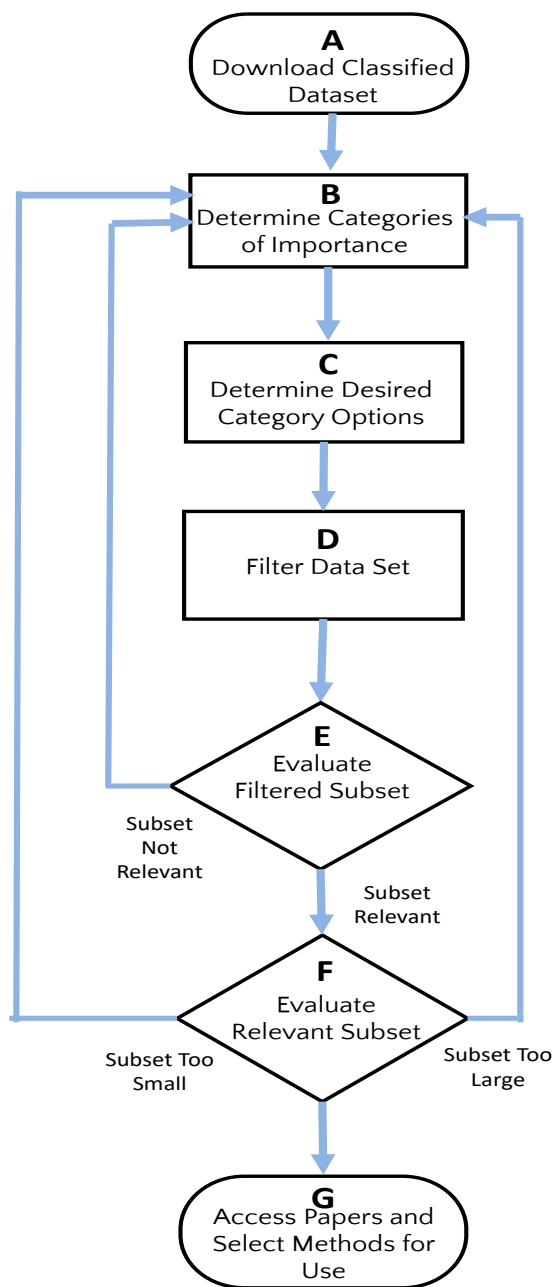 A
Download Classified
Dataset
B
Determine Categories
of Importance
C
Determine Desired
Category Options
D
Filter Data Set
E
Evaluate
Filtered Subset
Subset
Not
Relevant
Subset
Relevant
F
Evaluate
Relevant Subset
Subset Too
Small
Subset Too
Large
G
Access Papers and
Select Methods for
Use